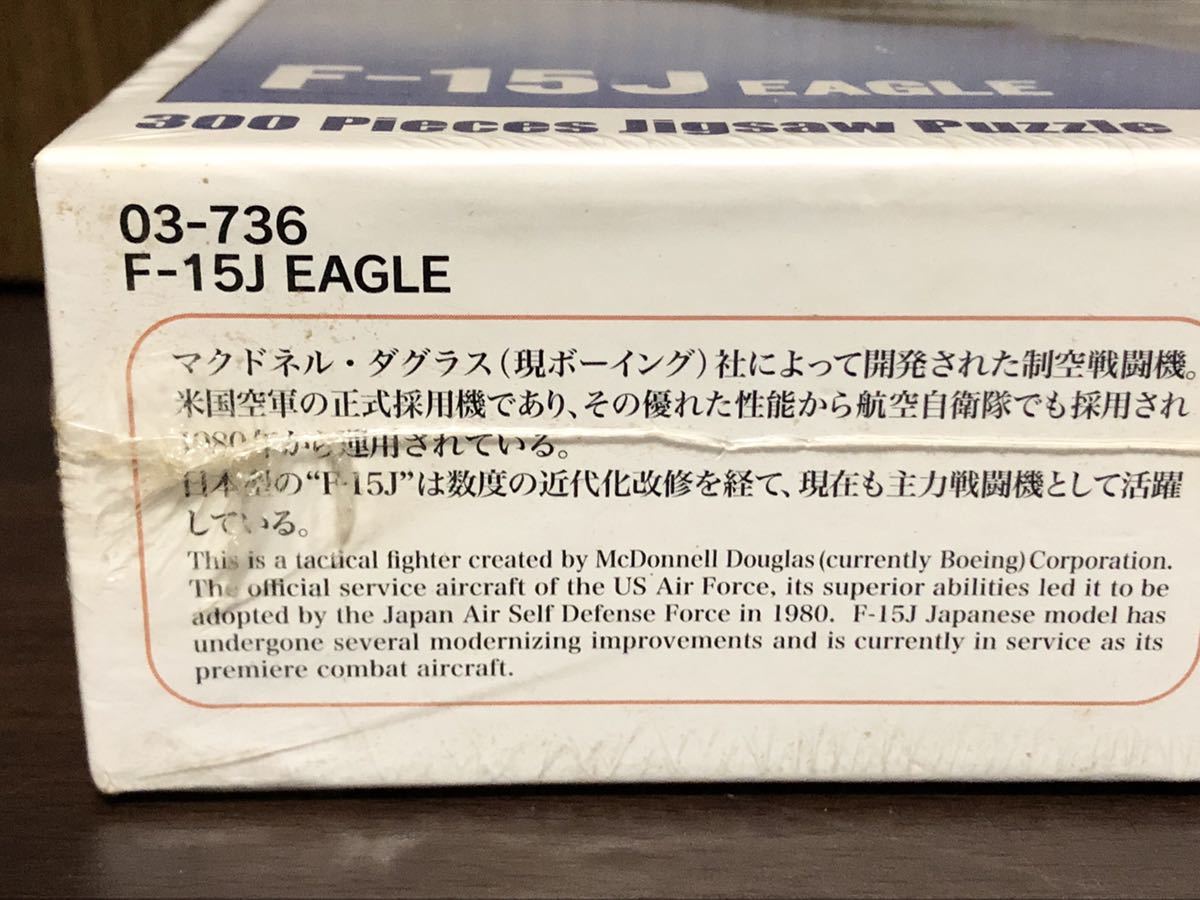 F-15J EAGLE
300 Pieces Jigsaw Puzzle
03-736
F-15J EAGLE
マクドネル・ダグラス(現ボーイング)社によって開発された制空戦闘機。
米国空軍の正式採用機であり、その優れた性能から航空自衛隊でも採用され
1980年から運用されている。
日本型の“F-15J”は数度の近代化改修を経て、現在も主力戦闘機として活躍
している。
This is a tactical fighter created by McDonnell Douglas (currently Boeing) Corporation.
The official service aircraft of the US Air Force, its superior abilities led it to be
adopted by the Japan Air Self Defense Force in 1980. F-15J Japanese model has
undergone several modernizing improvements and is currently in service as its
premiere combat aircraft.